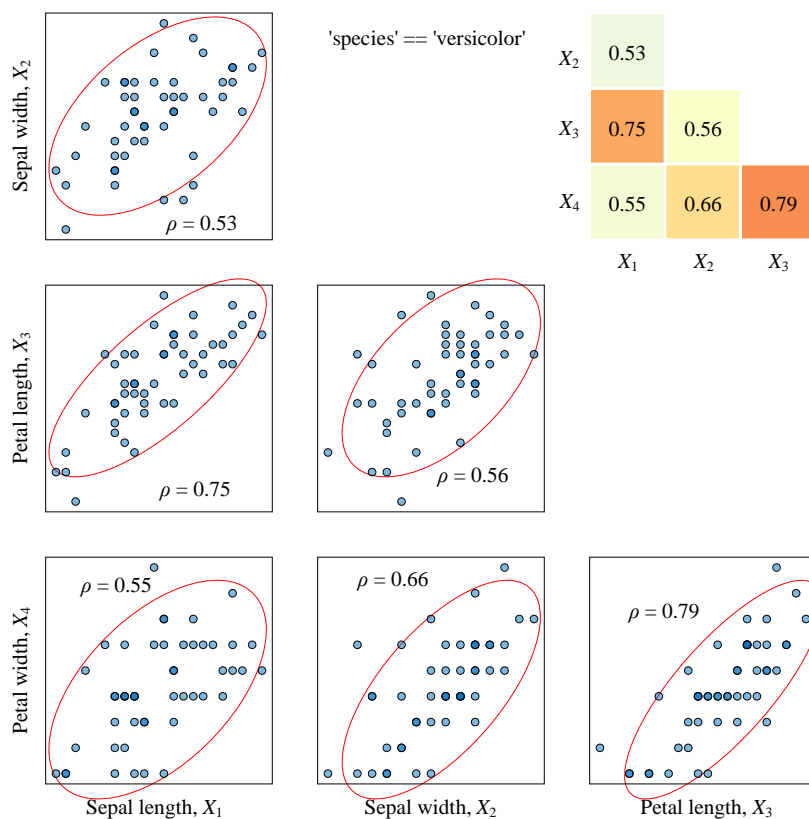 'species' == 'versicolor'
Sepal width, X₂
ρ = 0.53
X₂ 0.53
X₃ 0.75 0.56
X₄ 0.55 0.66 0.79
X₁ X₂ X₃
Petal length, X₃
ρ = 0.75
ρ = 0.56
Petal width, X₄
ρ = 0.55
ρ = 0.66
ρ = 0.79
Sepal length, X₁
Sepal width, X₂
Petal length, X₃